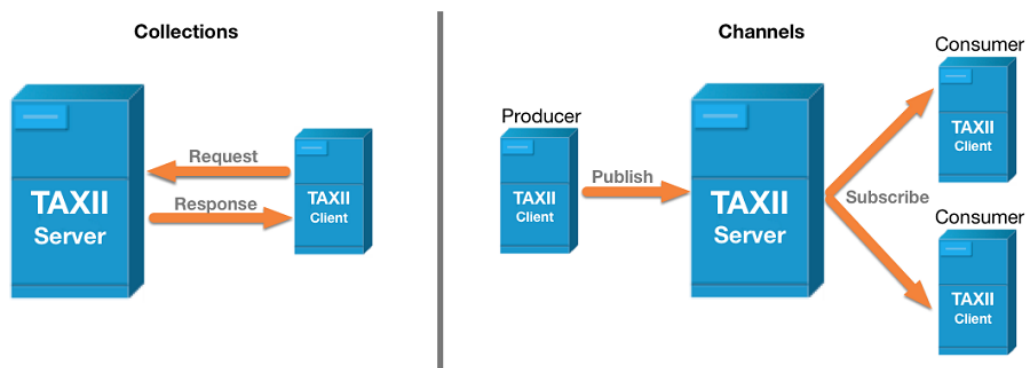 Collections
TAXII
Server
Request
Response
TAXII
Client
Channels
Producer
TAXII
Client
Publish
TAXII
Server
Subscribe
Consumer
TAXII
Client
Consumer
TAXII
Client